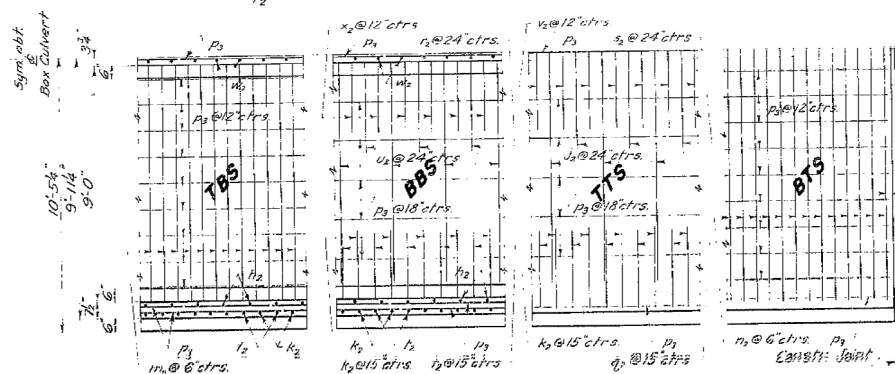 Sym. abt.
℄
Box Culvert
3¾"
6"
10'-5¼"
9'-11¼"
9'-0"
7½"
6"
6"
p₃
w₂
p₃ @ 12" ctrs.
TBS
h₂
p₃
t₂
k₂
@ 6" ctrs.
x₂ @ 12" ctrs
p₃
r₂ @ 24" ctrs.
w₂
u₂ @ 24" ctrs.
BBS
p₃ @ 18" ctrs.
h₂
k₂
t₂
p₃
k₂ @ 15" ctrs.
t₂ @ 15" ctrs
v₂ @ 12" ctrs
p₃
s₂ @ 24" ctrs.
j₂ @ 24" ctrs.
TTS
p₃ @ 18" ctrs.
k₂ @ 15" ctrs.
p₃
@ 15" ctrs.
p₃ @ 12" ctrs.
BTS
n₂ @ 6" ctrs.
p₃
Constr. Joint